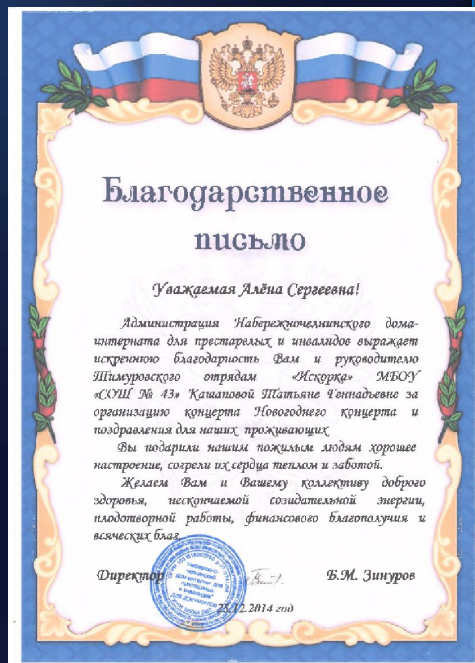 Благодарственное
письмо
Уважаемая Алёна Сергеевна!
Администрация Набережночелнинского дома-
интерната для престарелых и инвалидов выражает
искреннюю благодарность Вам и руководителю
Тимуровского отрядам «Искорка» МБОУ
«СОШ № 43» Кашаповой Татьяне Геннадьевне за
организацию концерта Новогоднего концерта и
поздравления для наших проживающих
Вы подарили нашим пожилым людям хорошее
настроение, согрели их сердца теплом и заботой.
Желаем Вам и Вашему коллективу доброго
здоровья, нескончаемой созидательной энергии,
плодотворной работы, финансового благополучия и
всяческих благ.
Директор Б.М. Зинуров
25.12.2014 год